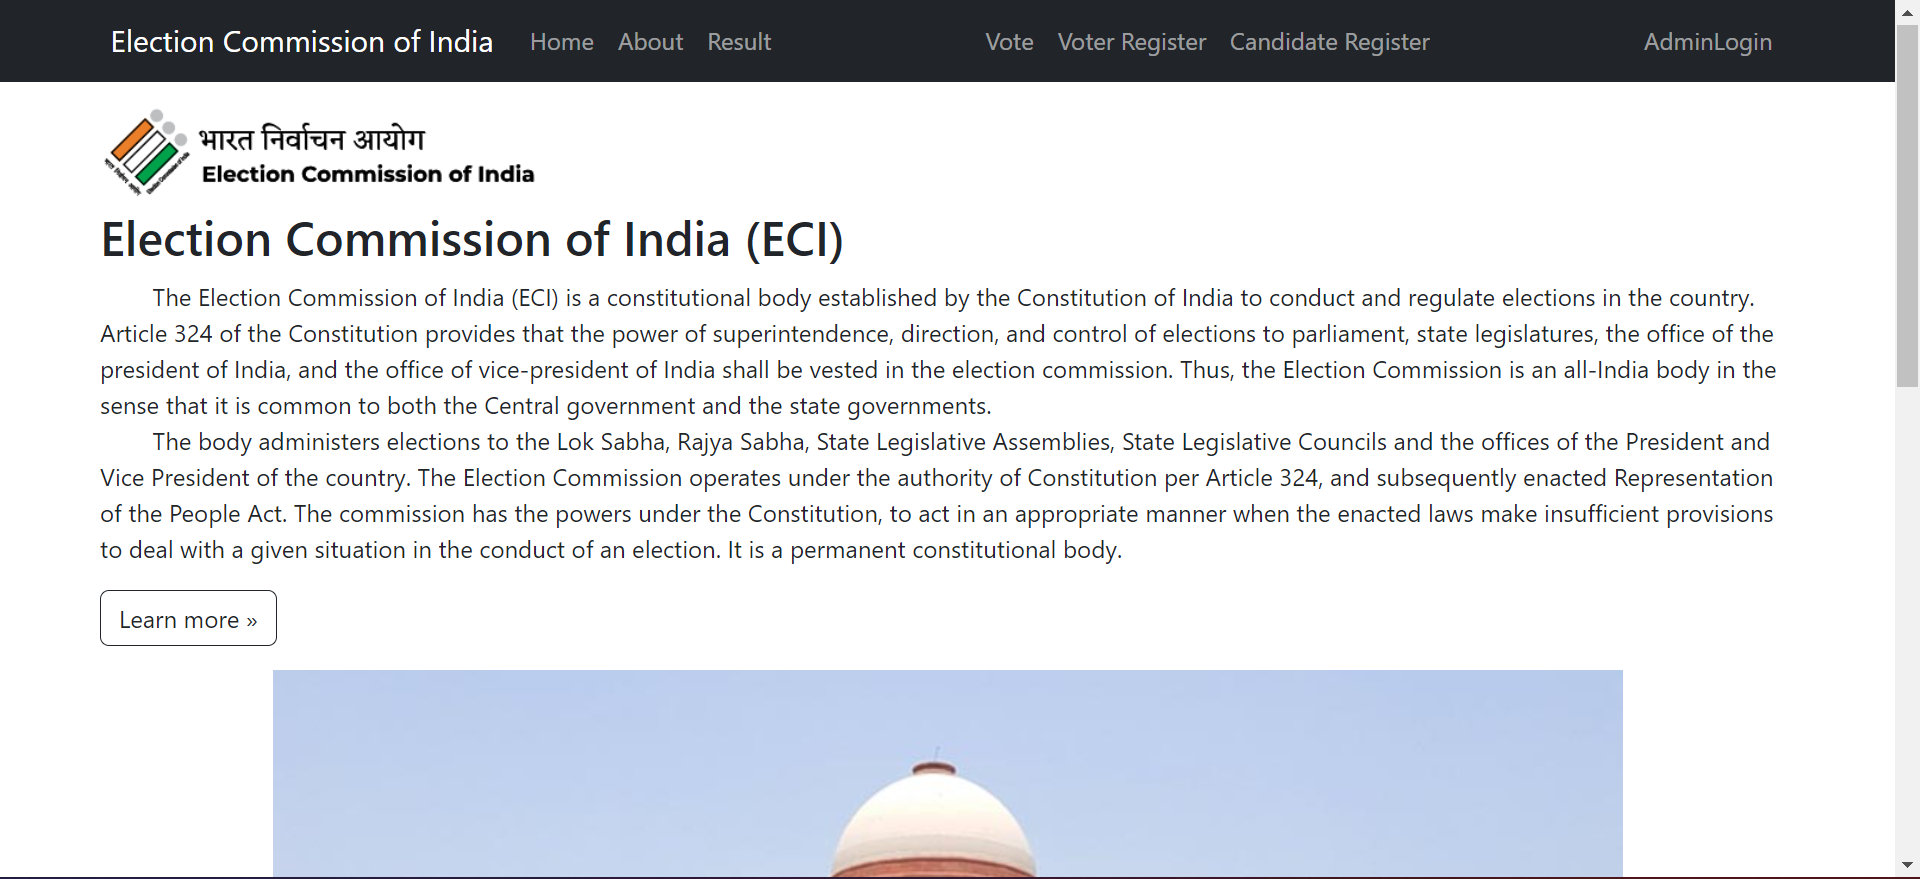 Election Commission of India Home About Result Vote Voter Register Candidate Register AdminLogin
भारत निर्वाचन आयोग
Election Commission of India
Election Commission of India (ECI)
The Election Commission of India (ECI) is a constitutional body established by the Constitution of India to conduct and regulate elections in the country.
Article 324 of the Constitution provides that the power of superintendence, direction, and control of elections to parliament, state legislatures, the office of the
president of India, and the office of vice-president of India shall be vested in the election commission. Thus, the Election Commission is an all-India body in the
sense that it is common to both the Central government and the state governments.
The body administers elections to the Lok Sabha, Rajya Sabha, State Legislative Assemblies, State Legislative Councils and the offices of the President and
Vice President of the country. The Election Commission operates under the authority of Constitution per Article 324, and subsequently enacted Representation
of the People Act. The commission has the powers under the Constitution, to act in an appropriate manner when the enacted laws make insufficient provisions
to deal with a given situation in the conduct of an election. It is a permanent constitutional body.
Learn more »